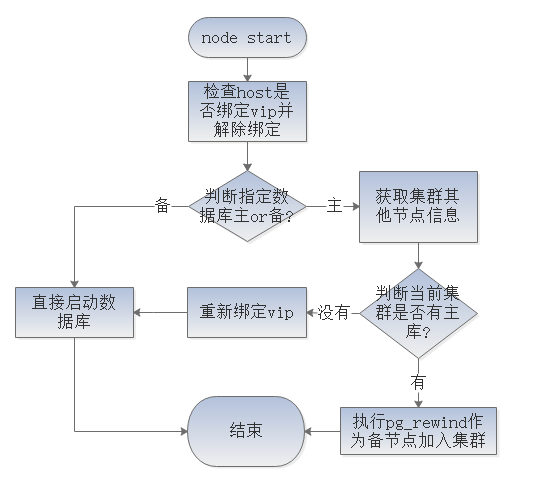 node start
检查host是
否绑定vip并
解除绑定
判断指定数
据库主or备?
备
主
获取集群其
他节点信息
判断当前集
群是否有主
库?
没有
重新绑定vip
直接启动数
据库
有
执行pg_rewind作
为备节点加入集群
结束